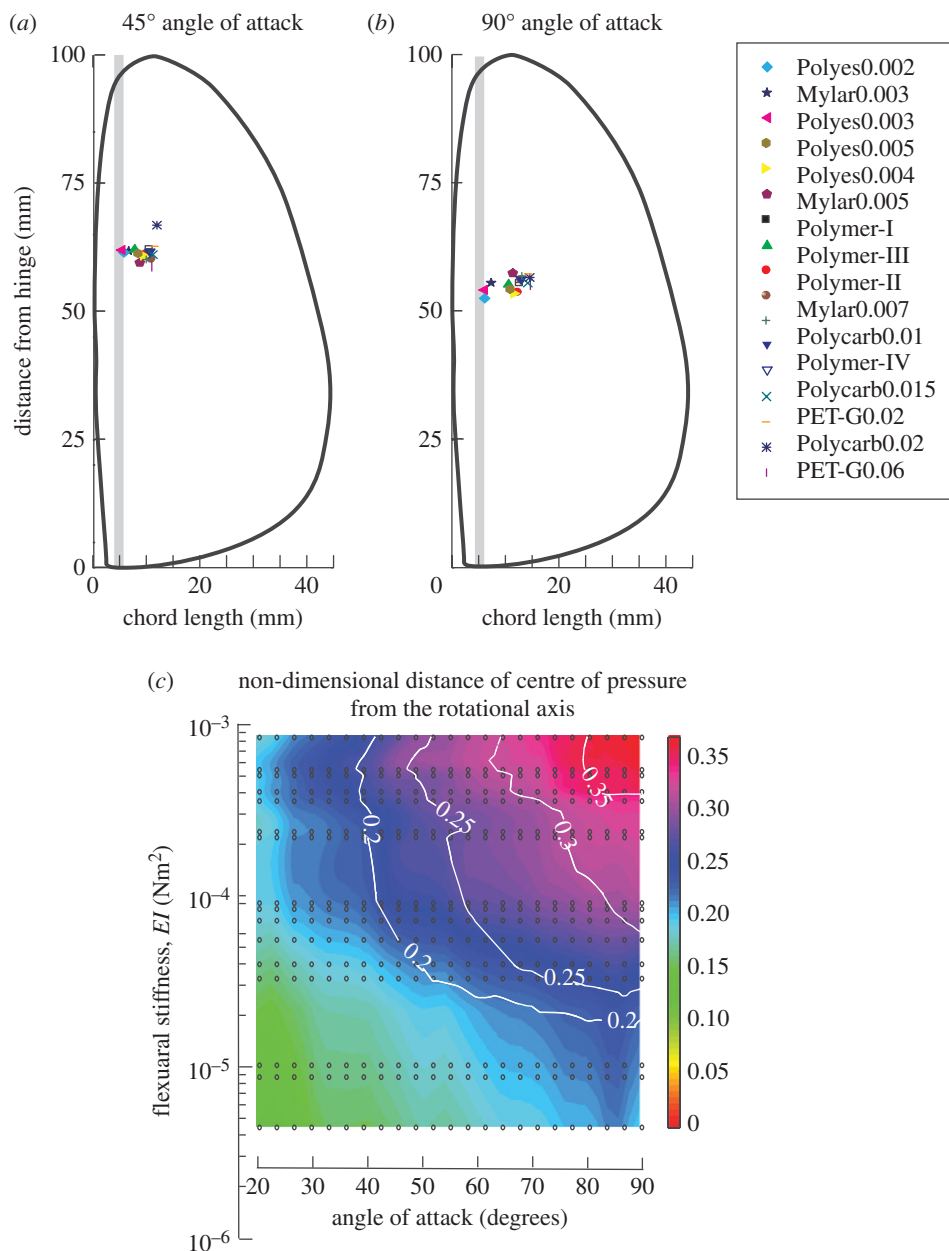 (a) 45° angle of attack
(b) 90° angle of attack
100
75
50
25
0
distance from hinge (mm)
0 20 40
chord length (mm)
100
75
50
25
0
0 20 40
chord length (mm)
Polyes0.002
Mylar0.003
Polyes0.003
Polyes0.005
Polyes0.004
Mylar0.005
Polymer-I
Polymer-III
Polymer-II
Mylar0.007
Polycarb0.01
Polymer-IV
Polycarb0.015
PET-G0.02
Polycarb0.02
PET-G0.06
(c) non-dimensional distance of centre of pressure
from the rotational axis
10⁻³
10⁻⁴
10⁻⁵
10⁻⁶
flexuaral stiffness, EI (Nm²)
0.2
0.25
0.3
0.35
0.2
0.25
0.2
0.35
0.30
0.25
0.20
0.15
0.10
0.05
0
20 30 40 50 60 70 80 90
angle of attack (degrees)